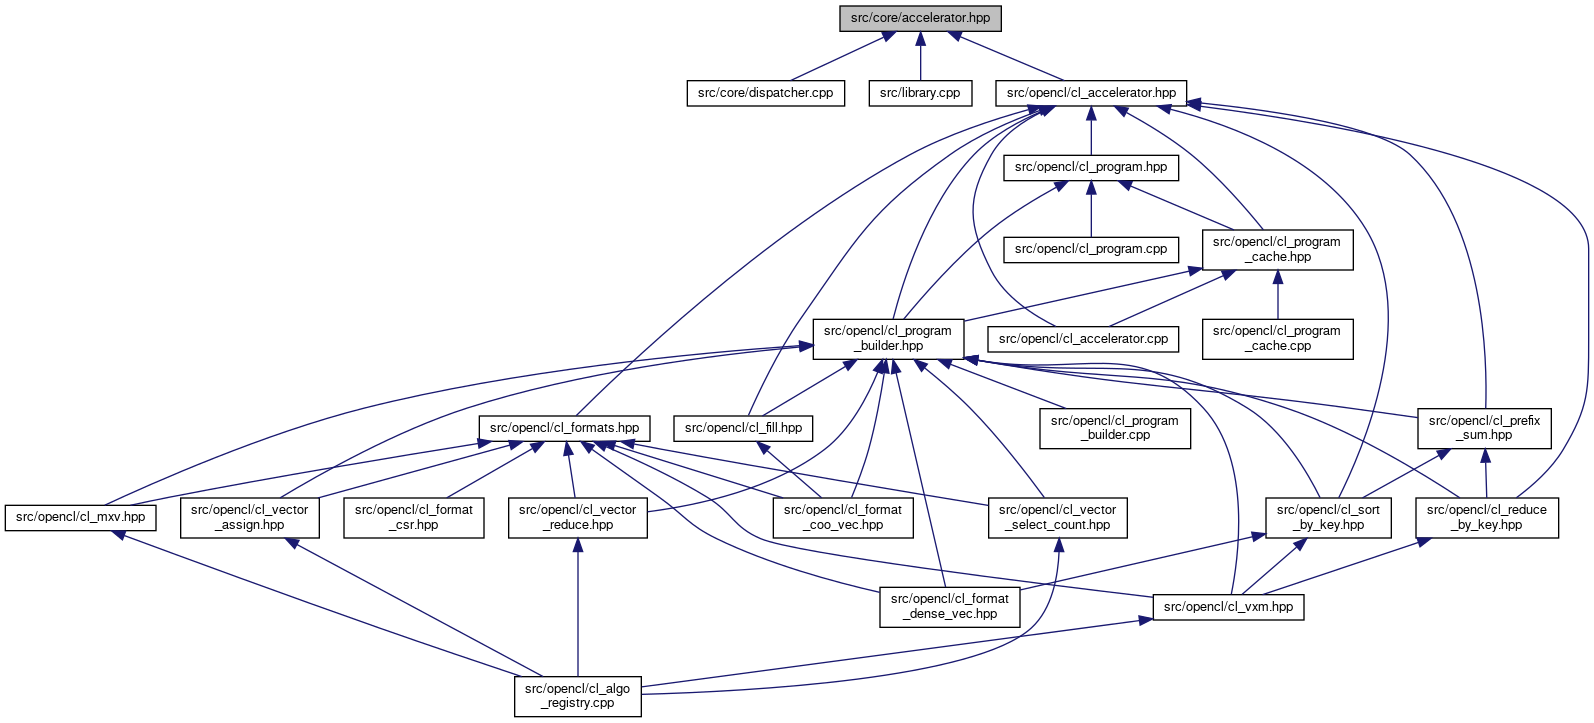 src/core/accelerator.hpp
src/core/dispatcher.cpp
src/library.cpp
src/opencl/cl_accelerator.hpp
src/opencl/cl_program.hpp
src/opencl/cl_program.cpp
src/opencl/cl_program
_cache.hpp
src/opencl/cl_program
_builder.hpp
src/opencl/cl_accelerator.cpp
src/opencl/cl_program
_cache.cpp
src/opencl/cl_formats.hpp
src/opencl/cl_fill.hpp
src/opencl/cl_program
_builder.cpp
src/opencl/cl_prefix
_sum.hpp
src/opencl/cl_mxv.hpp
src/opencl/cl_vector
_assign.hpp
src/opencl/cl_format
_csr.hpp
src/opencl/cl_vector
_reduce.hpp
src/opencl/cl_format
_coo_vec.hpp
src/opencl/cl_vector
_select_count.hpp
src/opencl/cl_sort
_by_key.hpp
src/opencl/cl_reduce
_by_key.hpp
src/opencl/cl_format
_dense_vec.hpp
src/opencl/cl_vxm.hpp
src/opencl/cl_algo
_registry.cpp